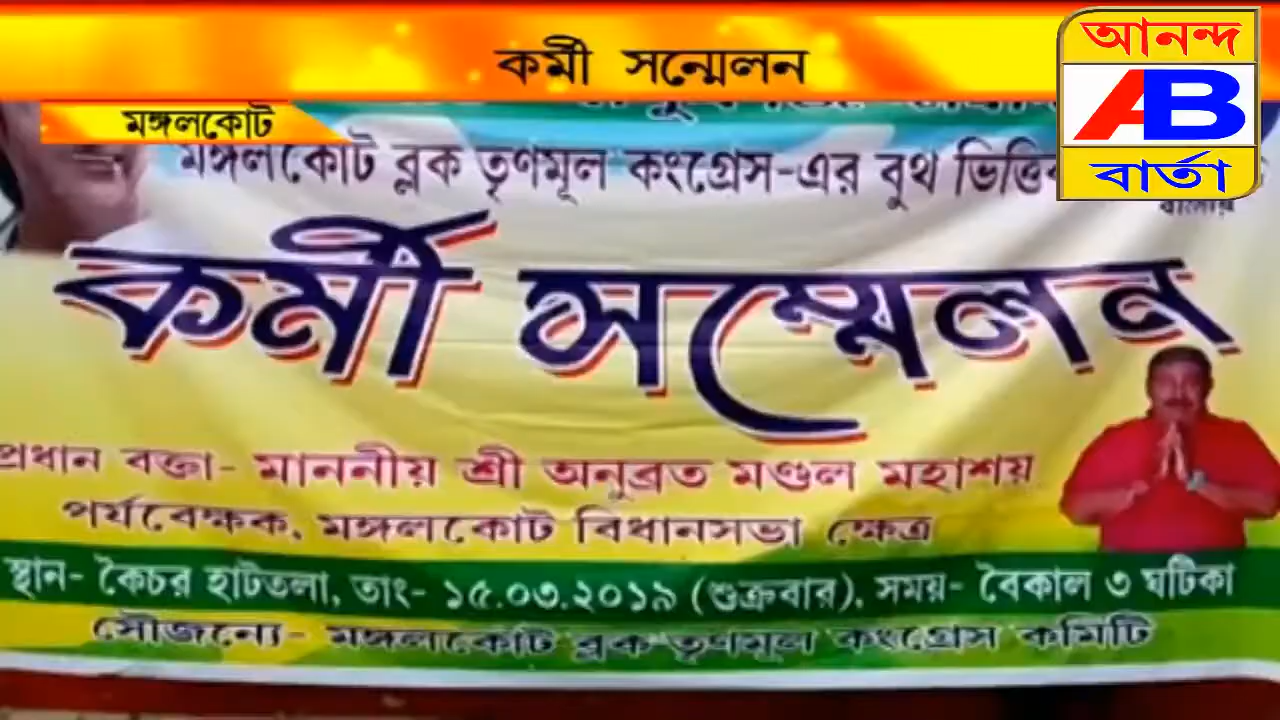 কর্মী সন্মেলন
আনন্দ
AB
বার্তা
মঙ্গলকোট
মঙ্গলকোট ব্লক তৃণমূল কংগ্রেস-এর বুথ
কর্মী সম্মেলন
প্রধান বক্তা- মাননীয় শ্রী অনুব্রত মণ্ডল মহাশয়
পর্যবেক্ষক, মঙ্গলকোট বিধানসভা ক্ষেত্র
স্থান- কৈচর হাটতলা, তাং- ১৫.০৩.২০১৯ (শুক্রবার), সময়- বৈকাল ৩ ঘটিকা
সৌজন্যে- মঙ্গলকোট ব্লক তৃণমূল কংগ্রেস কমিটি